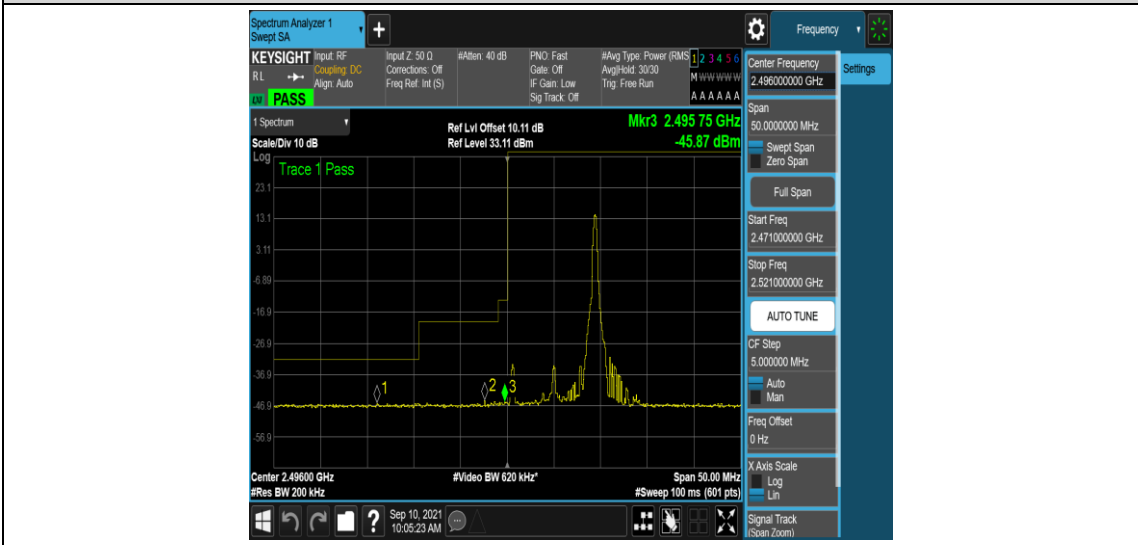 Spectrum Analyzer 1
Swept SA
Frequency
KEYSIGHT
RL
PASS
Input: RF
Coupling: DC
Align: Auto
Input Z: 50 Ω
Corrections: Off
Freq Ref: Int (S)
#Atten: 40 dB
PNO: Fast
Gate: Off
IF Gain: Low
Sig Track: Off
#Avg Type: Power (RMS
Avg|Hold: 30/30
Trig: Free Run
1 2 3 4 5 6
M W W W W W
A A A A A A
1 Spectrum
Scale/Div 10 dB
Ref Lvl Offset 10.11 dB
Ref Level 33.11 dBm
Mkr3 2.495 75 GHz
-45.87 dBm
Log
Trace 1 Pass
23.1
13.1
3.11
-6.89
-16.9
-26.9
-36.9
-46.9
-56.9
1
2
3
Center 2.49600 GHz
#Res BW 200 kHz
#Video BW 620 kHz*
Span 50.00 MHz
#Sweep 100 ms (601 pts)
Center Frequency
2.496000000 GHz
Settings
Span
50.0000000 MHz
Swept Span
Zero Span
Full Span
Start Freq
2.471000000 GHz
Stop Freq
2.521000000 GHz
AUTO TUNE
CF Step
5.000000 MHz
Auto
Man
Freq Offset
0 Hz
X Axis Scale
Log
Lin
Signal Track
(Span Zoom)
?
Sep 10, 2021
10:05:23 AM